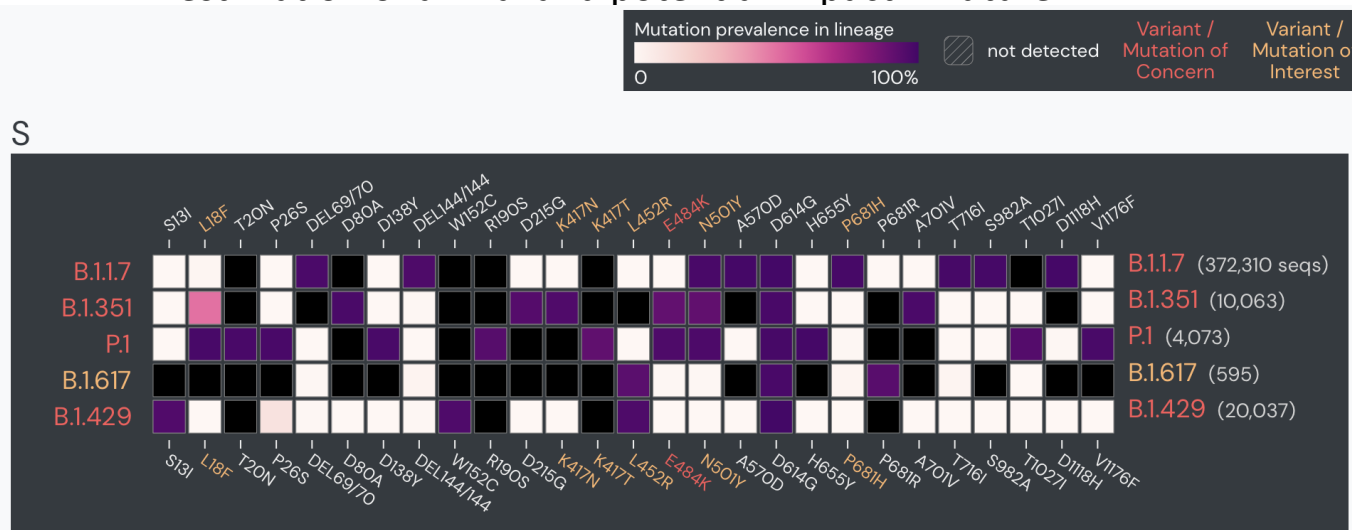 Mutation prevalence in lineage
0 100%
not detected
Variant /
Mutation of
Concern
Variant /
Mutation o
Interest
S
S13I L18F T20N P26S DEL69/70 D80A D138Y DEL144/144 W152C R190S D215G K417N K417T L452R E484K N501Y A570D D614G H655Y P681H P681R A701V T716I S982A T1027I D1118H V1176F
B.1.1.7 B.1.1.7 (372,310 seqs)
B.1.351 B.1.351 (10,063)
P.1 P.1 (4,073)
B.1.617 B.1.617 (595)
B.1.429 B.1.429 (20,037)
S13I L18F T20N P26S DEL69/70 D80A D138Y DEL144/144 W152C R190S D215G K417N K417T L452R E484K N501Y A570D D614G H655Y P681H P681R A701V T716I S982A T1027I D1118H V1176F